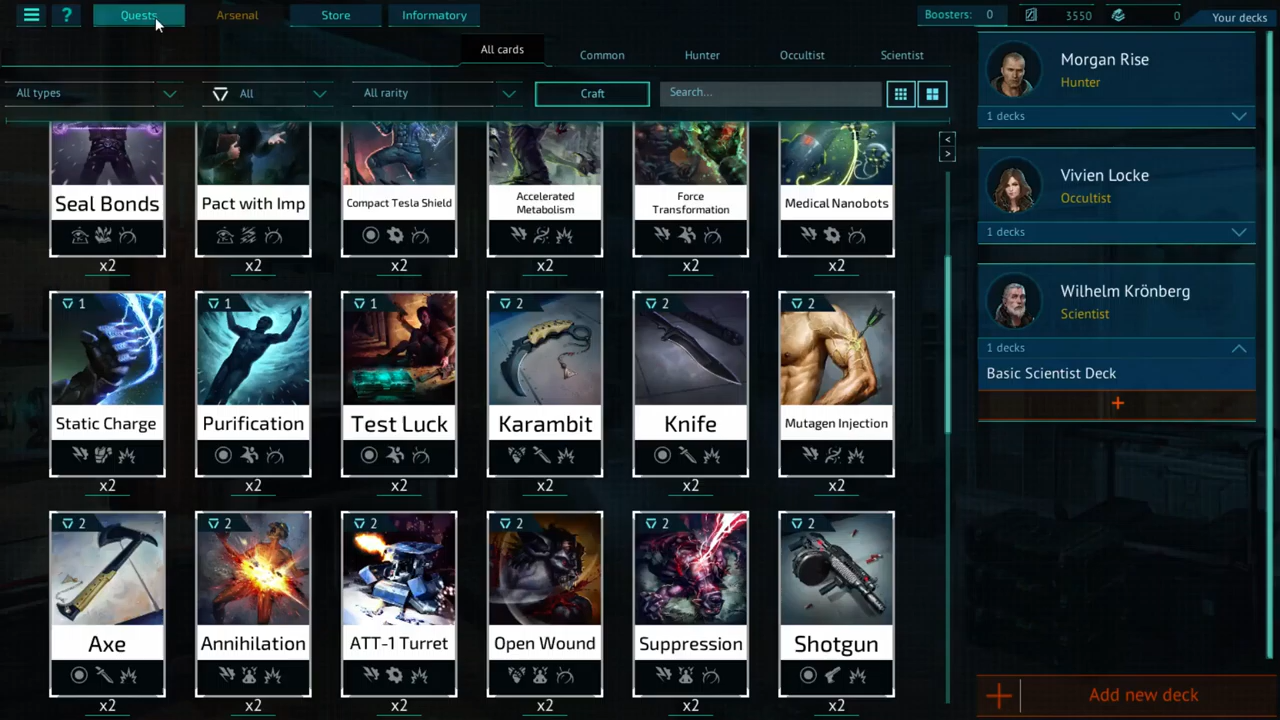 Quests Arsenal Store Informatory Boosters: 0 3550 0 Your decks
All cards Common Hunter Occultist Scientist
All types All All rarity Craft Search...
< 
>
Seal Bonds Pact with Imp Compact Tesla Shield Accelerated Metabolism Force Transformation Medical Nanobots
x2 x2 x2 x2 x2 x2
1 1 1 2 2 2
Static Charge Purification Test Luck Karambit Knife Mutagen Injection
x2 x2 x2 x2 x2 x2
2 2 2 2 2 2
Axe Annihilation ATT-1 Turret Open Wound Suppression Shotgun
x2 x2 x2 x2 x2 x2
Morgan Rise
Hunter
1 decks
Vivien Locke
Occultist
1 decks
Wilhelm Krönberg
Scientist
1 decks
Basic Scientist Deck
+
Add new deck